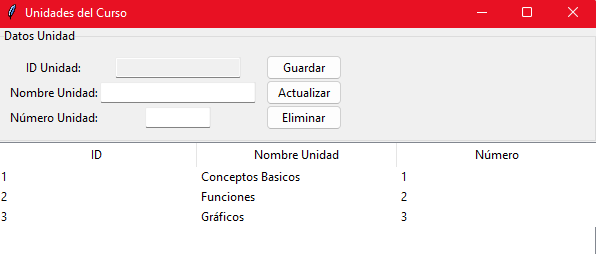 Unidades del Curso
Datos Unidad
ID Unidad: Guardar
Nombre Unidad: Actualizar
Número Unidad: Eliminar
ID Nombre Unidad Número
1 Conceptos Basicos 1
2 Funciones 2
3 Gráficos 3